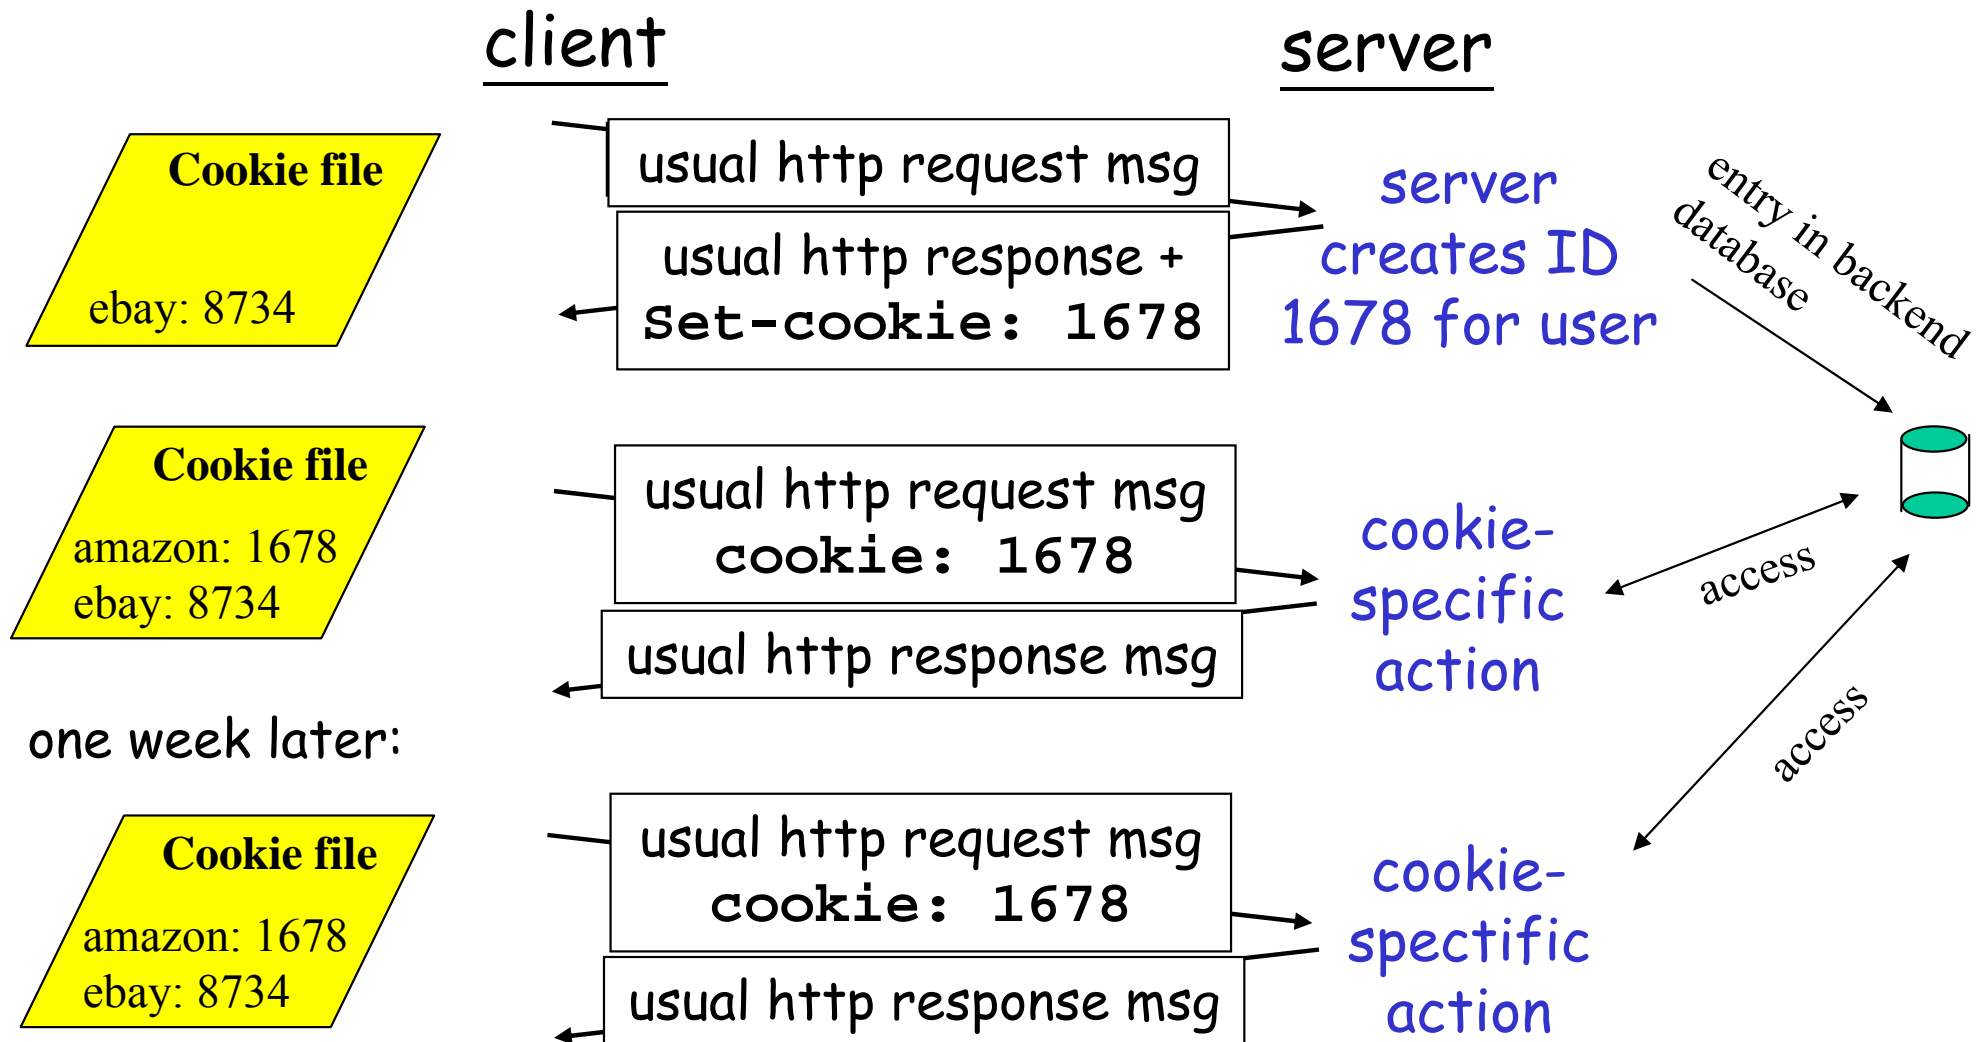 client
server
Cookie file
ebay: 8734
usual http request msg
usual http response +
Set-cookie: 1678
server
creates ID
1678 for user
entry in backend
database
Cookie file
amazon: 1678
ebay: 8734
usual http request msg
cookie: 1678
usual http response msg
cookie-
specific
action
access
access
one week later:
Cookie file
amazon: 1678
ebay: 8734
usual http request msg
cookie: 1678
usual http response msg
cookie-
spectific
action